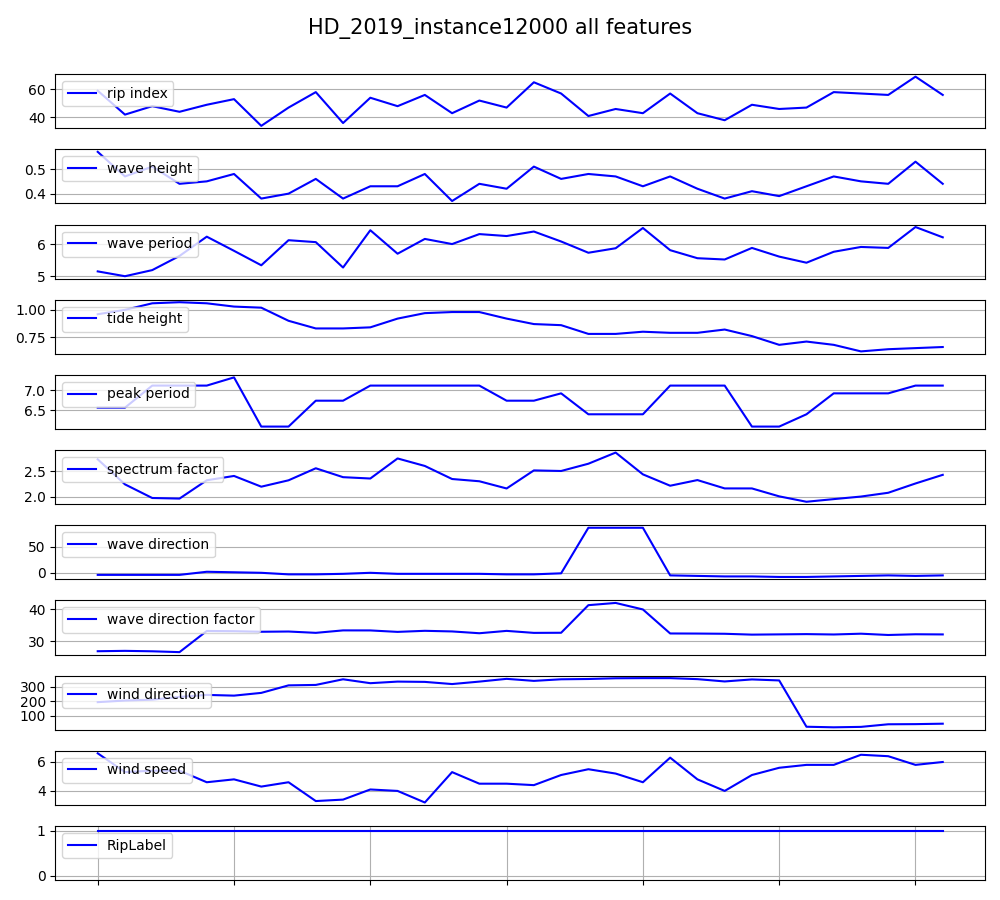 HD_2019_instance12000 all features
60
40
rip index
0.5
0.4
wave height
6
5
wave period
1.00
0.75
tide height
7.0
6.5
peak period
2.5
2.0
spectrum factor
50
0
wave direction
40
30
wave direction factor
300
200
100
wind direction
6
4
wind speed
1
0
RipLabel